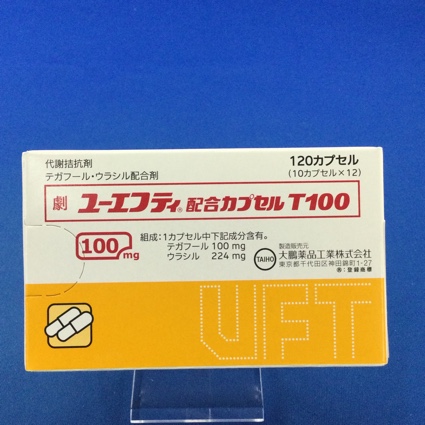 代謝拮抗剤
テガフール・ウラシル配合剤
120カプセル
(10カプセル×12)
劇 ユーエフティ® 配合カプセル T100
100mg
組成:1カプセル中下記成分含有。
テガフール 100 mg
ウラシル 224 mg
製造販売元
TAIHO 大鵬薬品工業株式会社
東京都千代田区神田錦町1-27
®:登録商標
UFT